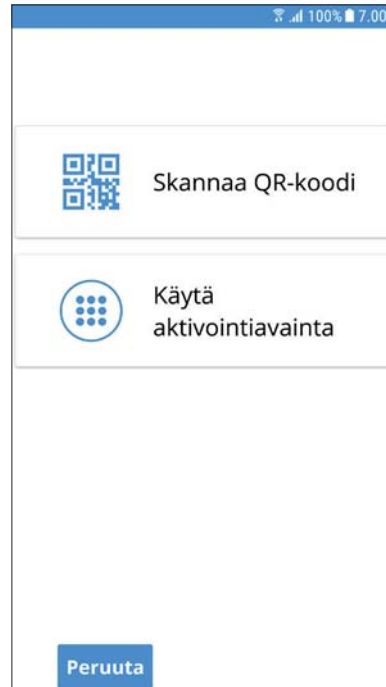 100% 7.00
Skannaa QR-koodi
Käytä
aktivointiavainta
Peruuta